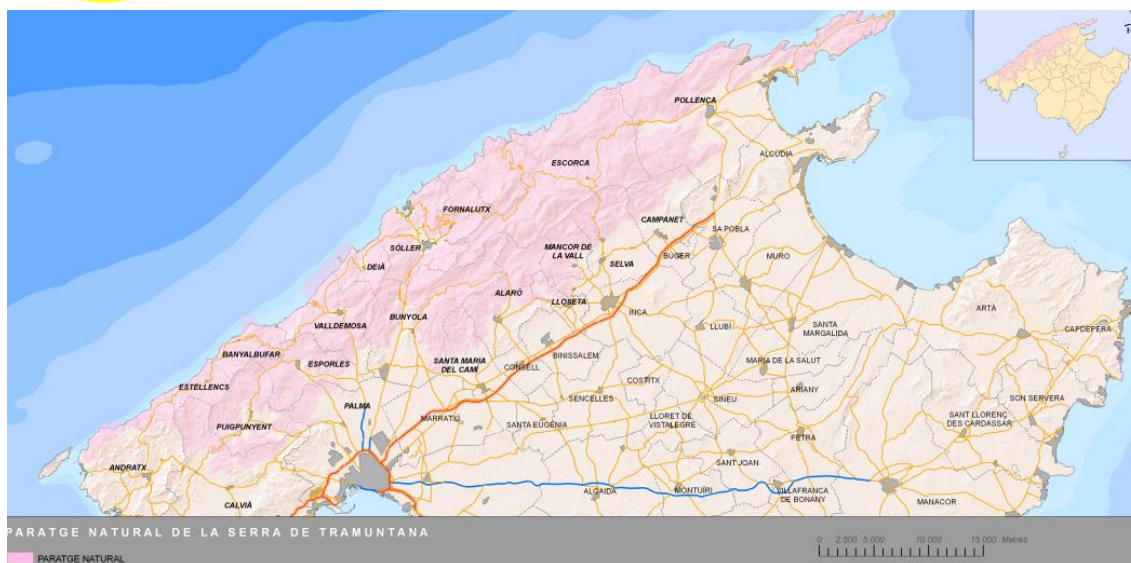 POLLENÇA
ALCÚDIA
ESCORCA
FORNALUTX
CAMPANET
SA POBLA
SÓLLER
MANCOR DE
LA VALL
BÚGER
MURO
DEIÀ
SELVA
ALARÓ
LLOSETA
ARTÀ
BUNYOLA
INCA
VALLDEMOSA
LLUBÍ
SANTA
MARGALIDA
CAPDEPERA
BANYALBUFAR
ESPORLES
SANTA MARIA
DEL CAMÍ
BINISSALEM
CONSELL
MARIA DE LA SALUT
ESTELLENCS
COSTITX
ARIANY
SON SERVERA
PALMA
SENCELLES
SINEU
MARRATXÍ
SANTA EUGÈNIA
LLORET DE
VISTALEGRE
SANT LLORENÇ
DES CARDASSAR
PUIGPUNYENT
PETRA
ANDRATX
SANT JOAN
CALVIÀ
ALGAIDA
MONTUÏRI
VILLAFRANCA
DE BONANY
MANACOR
PARATGE NATURAL DE LA SERRA DE TRAMUNTANA
0 2.500 5.000 10.000 15.000 Metres
PARATGE NATURAL